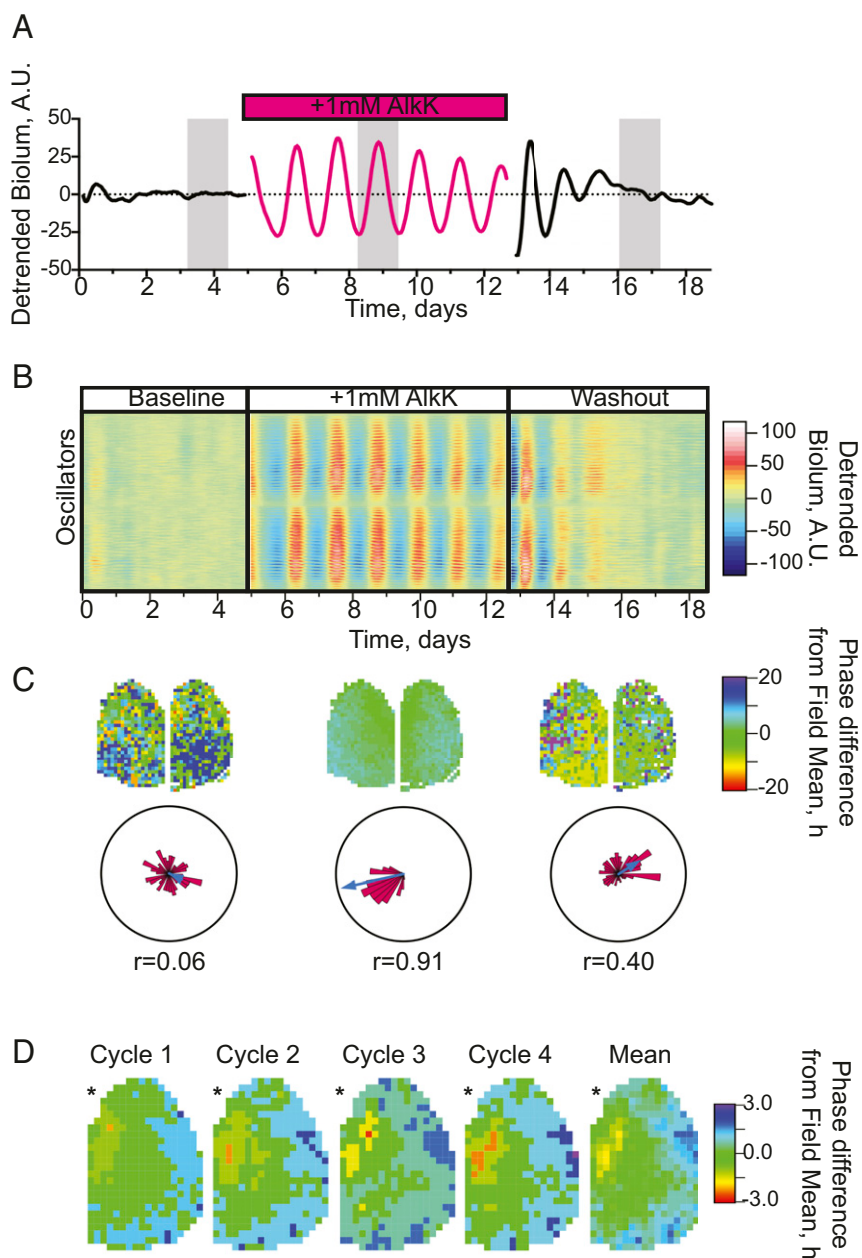 A
Detrended Biolum, A.U.
+1mM AlkK
50
25
0
-25
-50
0 2 4 6 8 10 12 14 16 18
Time, days
B
Baseline +1mM AlkK Washout
Oscillators
100
50
0
-50
-100
Detrended
Biolum, A.U.
0 2 4 6 8 10 12 14 16 18
Time, days
C
20
0
-20
Phase difference
from Field Mean, h
r=0.06 r=0.91 r=0.40
D
Cycle 1 Cycle 2 Cycle 3 Cycle 4 Mean
* * * * *
3.0
0.0
-3.0
Phase difference
from Field Mean, h